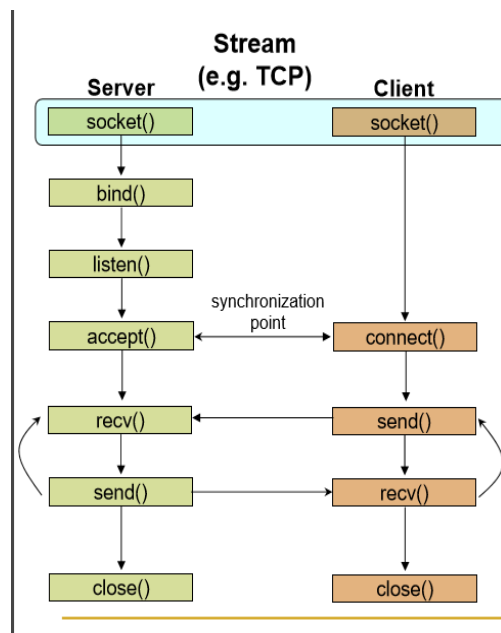 Stream
(e.g. TCP)
Server
Client
socket()
socket()
bind()
listen()
synchronization
point
accept()
connect()
recv()
send()
send()
recv()
close()
close()